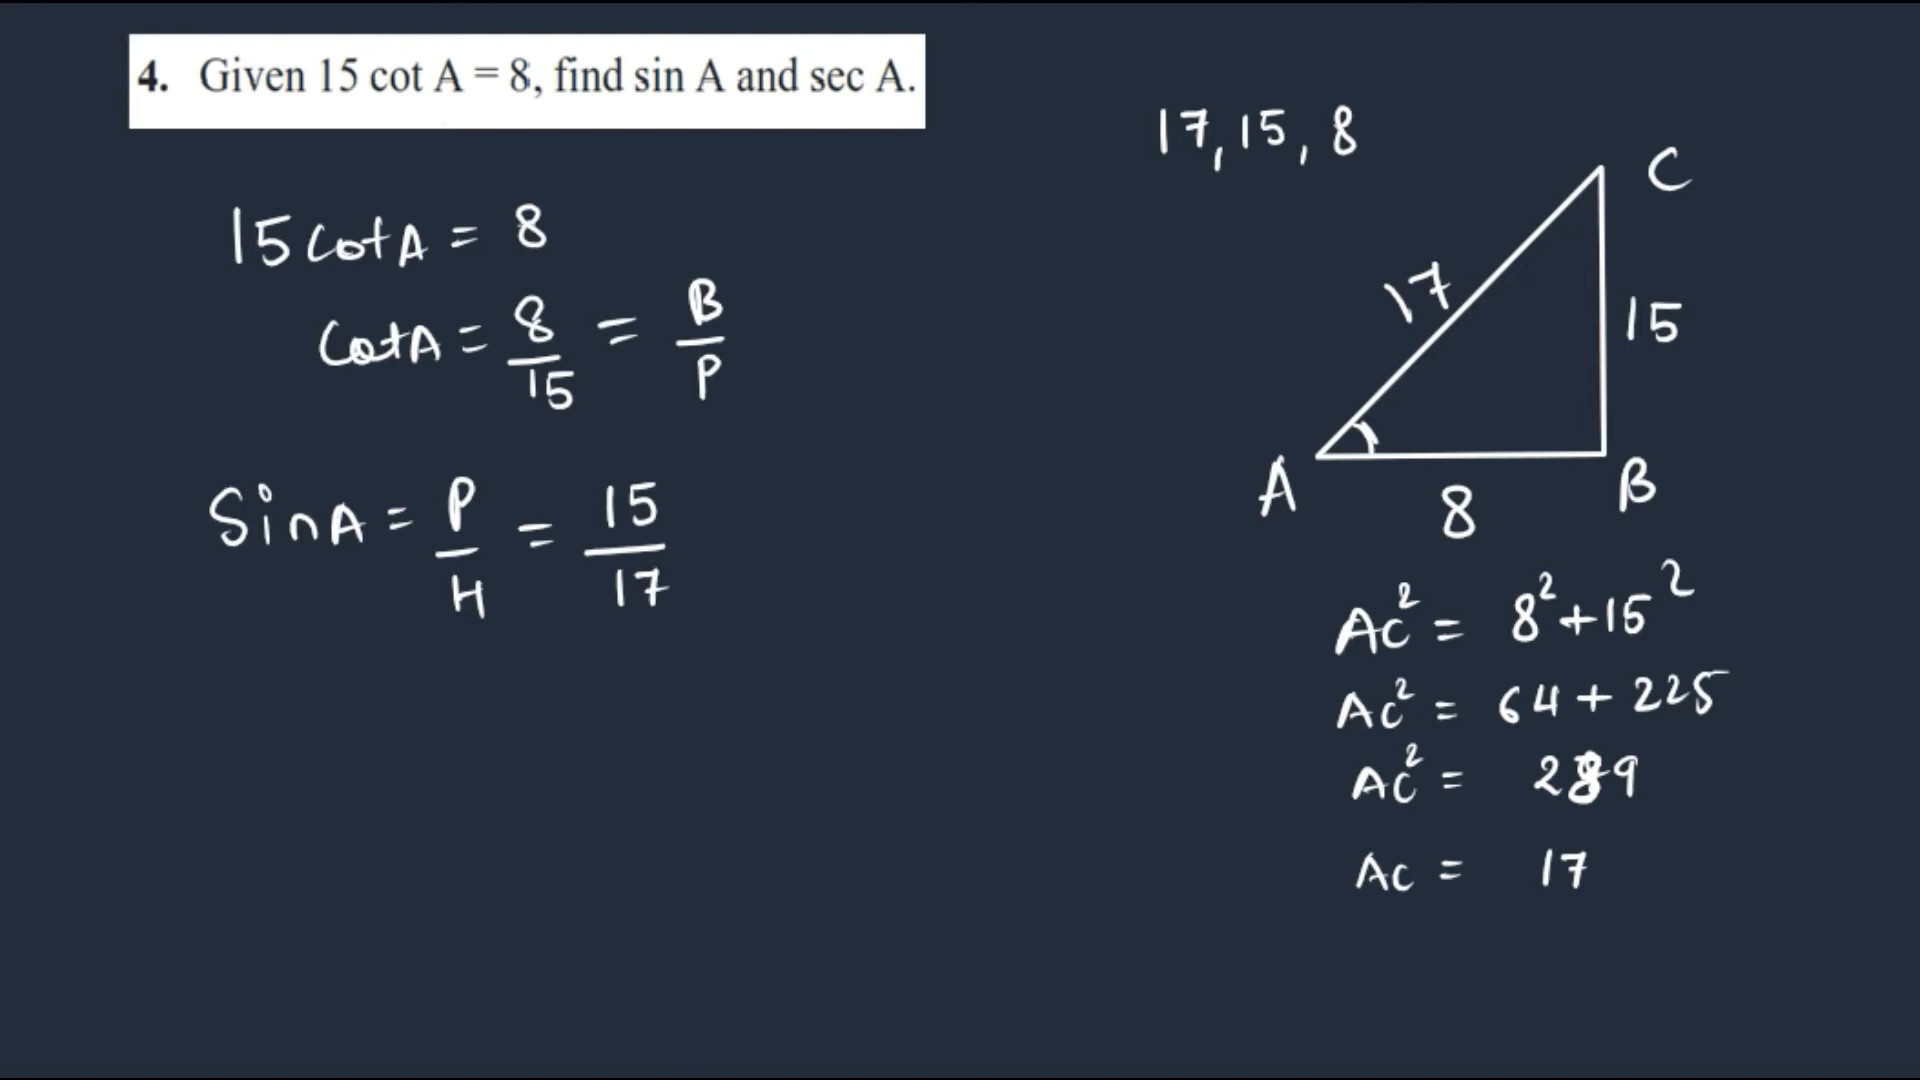 4. Given 15 cot A = 8, find sin A and sec A.
15 cot A = 8
Cot A = 8/15 = B/P
Sin A = P/H = 15/17
17, 15, 8
C
17
15
A
8
B
AC² = 8² + 15²
AC² = 64 + 225
AC² = 289
AC = 17